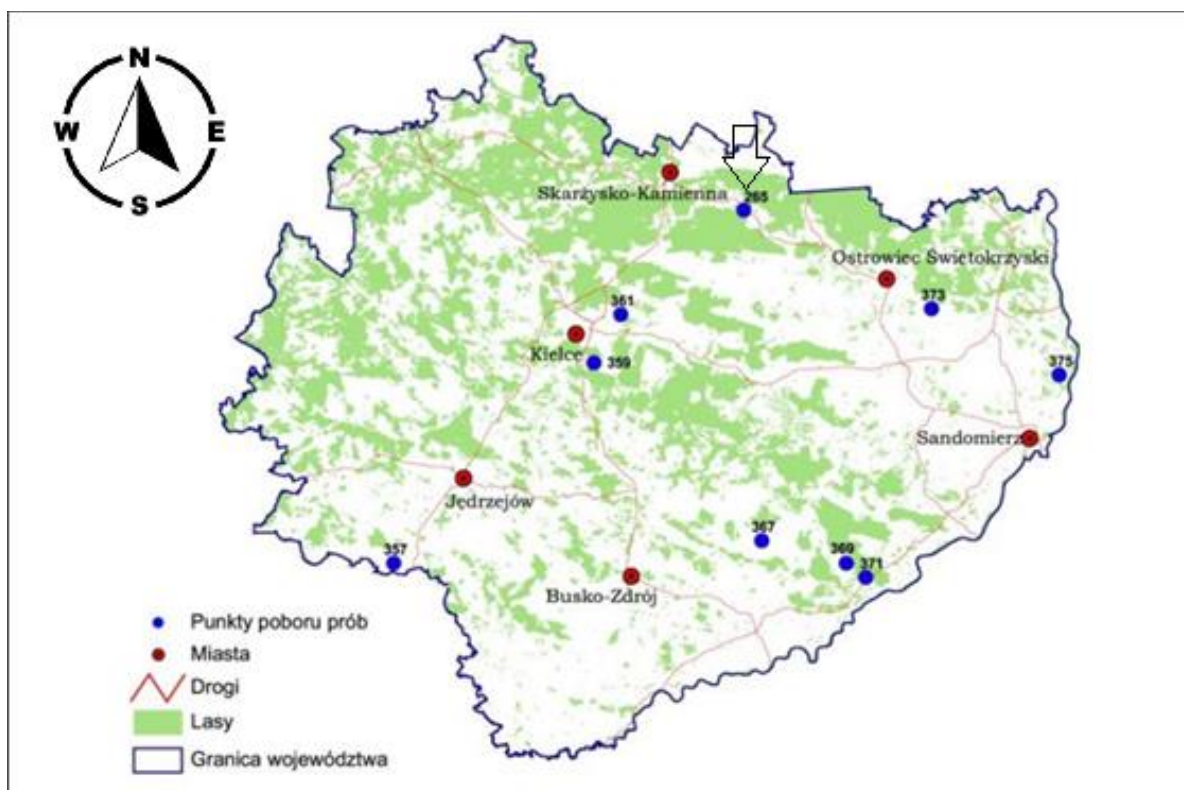 N
W E
S
Skarżysko-Kamienna
265
Ostrowiec Świętokrzyski
361
373
Kielce
359
375
Sandomierz
Jędrzejów
367
357
369
371
Busko-Zdrój
Punkty poboru prób
Miasta
Drogi
Lasy
Granica województwa